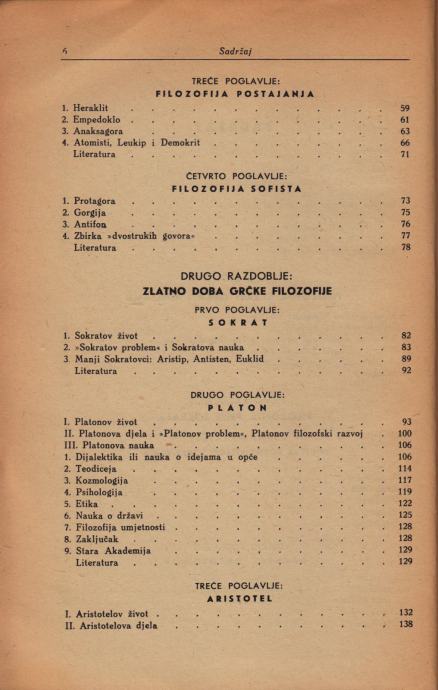 6 Sadržaj
TREĆE POGLAVLJE:
FILOZOFIJA POSTAJANJA
1. Heraklit . . . . . . . . . . . . 59
2. Empedoklo . . . . . . . . . . . . 61
3. Anaksagora . . . . . . . . . . . . 63
4. Atomisti, Leukip i Demokrit . . . . . . . . 66
Literatura . . . . . . . . . . . . 71
ČETVRTO POGLAVLJE:
FILOZOFIJA SOFISTA
1. Protagora . . . . . . . . . . . . 73
2. Gorgija . . . . . . . . . . . . 75
3. Antifon . . . . . . . . . . . . 76
4. Zbirka »dvostrukih govora« . . . . . . . . 77
Literatura . . . . . . . . . . . . 78
DRUGO RAZDOBLJE:
ZLATNO DOBA GRČKE FILOZOFIJE
PRVO POGLAVLJE:
SOKRAT
1. Sokratov život . . . . . . . . . . . 82
2. »Sokratov problem« i Sokratova nauka . . . . . . 83
3. Manji Sokratovci: Aristip, Antisten, Euklid . . . . . 89
Literatura . . . . . . . . . . . . 92
DRUGO POGLAVLJE:
PLATON
I. Platonov život . . . . . . . . . . . 93
II. Platonova djela i »Platonov problem«, Platonov filozofski razvoj . 100
III. Platonova nauka . . . . . . . . . . 106
1. Dijalektika ili nauka o idejama u opće . . . . . . 106
2. Teodiceja . . . . . . . . . . . . 114
3. Kozmologija . . . . . . . . . . . 117
4. Psihologija . . . . . . . . . . . . 119
5. Etika . . . . . . . . . . . . . 122
6. Nauka o državi . . . . . . . . . . . 125
7. Filozofija umjetnosti . . . . . . . . . . 128
8. Zaključak . . . . . . . . . . . . 128
9. Stara Akademija . . . . . . . . . . . 129
Literatura . . . . . . . . . . . . 129
TREĆE POGLAVLJE:
ARISTOTEL
I. Aristotelov život . . . . . . . . . . . 132
II. Aristotelova djela . . . . . . . . . . 138